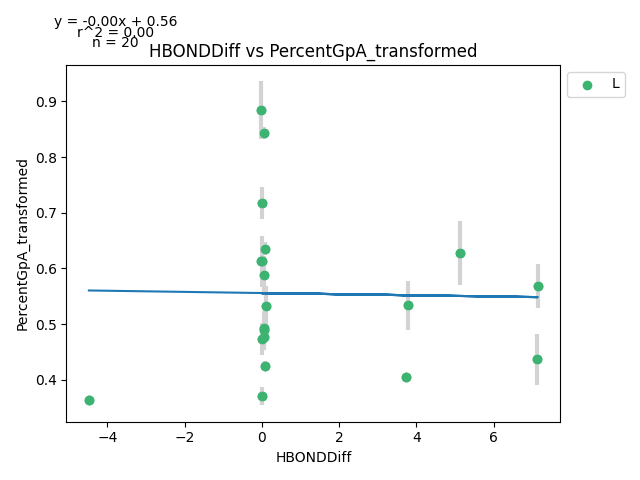 y = -0.00x + 0.56
r^2 = 0.00
n = 20
HBONDDiff vs PercentGpA_transformed
L
PercentGpA_transformed
0.9
0.8
0.7
0.6
0.5
0.4
−4
−2
0
2
4
6
HBONDDiff